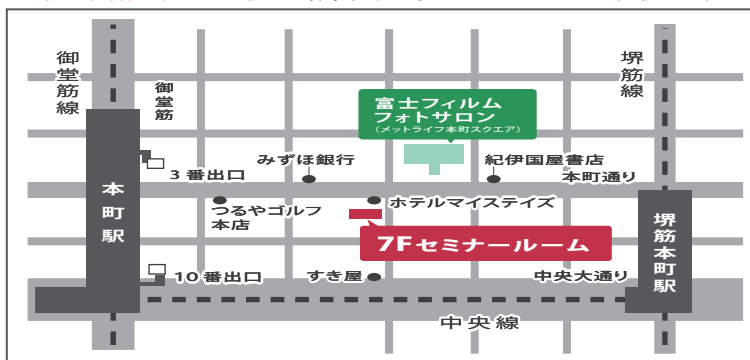 御堂筋線
御堂筋
堺筋線
富士フィルム
フォトサロン
(メットライフ本町スクエア)
みずほ銀行
紀伊国屋書店
3番出口
本町通り
本町駅
つるやゴルフ
本店
ホテルマイステイズ
堺筋本町駅
7Fセミナールーム
10番出口
すき屋
中央大通り
中央線